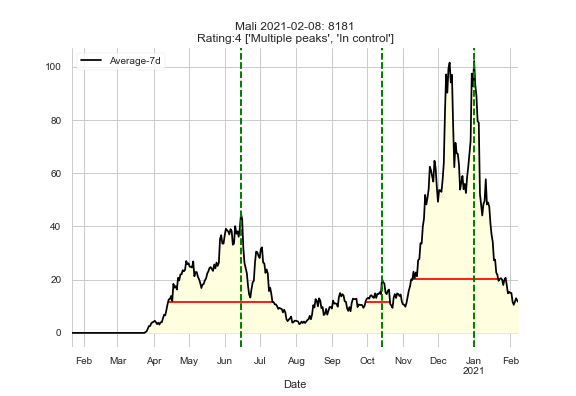 Mali 2021-02-08: 8181
Rating:4 ['Multiple peaks', 'In control']
Average-7d
100
80
60
40
20
0
Feb Mar Apr May Jun Jul Aug Sep Oct Nov Dec Jan Feb
2021
Date